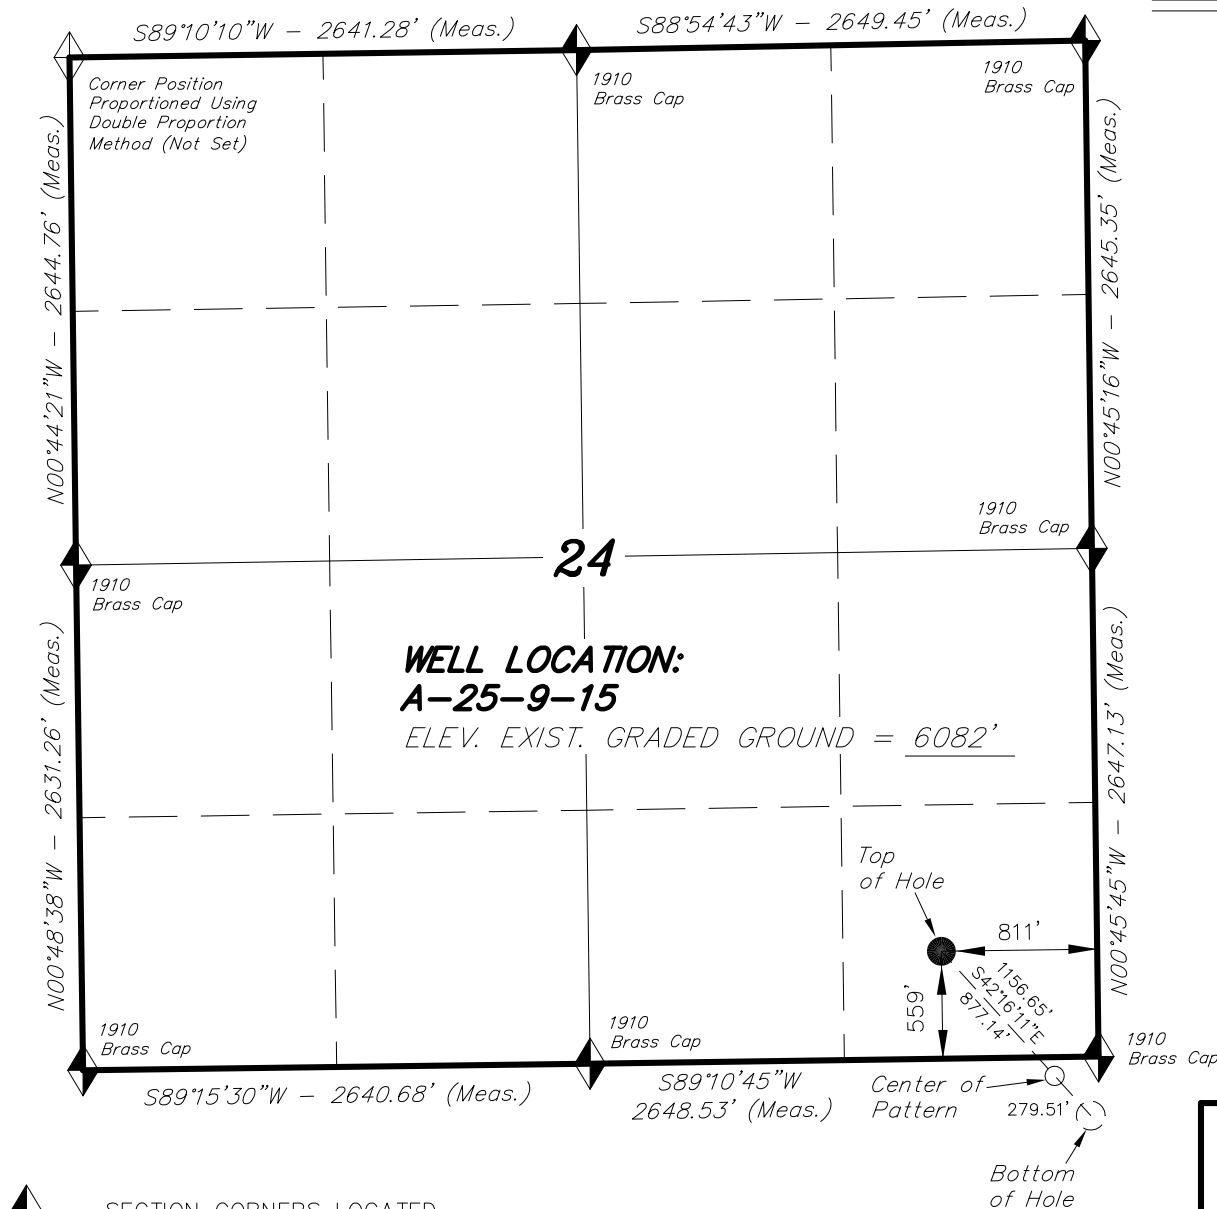 S89°10'10"W - 2641.28' (Meas.)
S88°54'43"W - 2649.45' (Meas.)
Corner Position
Proportioned Using
Double Proportion
Method (Not Set)
1910
Brass Cap
1910
Brass Cap
N00°44'21"W - 2644.76' (Meas.)
N00°45'16"W - 2645.35' (Meas.)
1910
Brass Cap
24
1910
Brass Cap
WELL LOCATION:
A-25-9-15
ELEV. EXIST. GRADED GROUND = 6082'
N00°48'38"W - 2631.26' (Meas.)
N00°45'45"W - 2647.13' (Meas.)
Top
of Hole
811'
559'
1156.65'
S42°16'11"E
877.14'
1910
Brass Cap
1910
Brass Cap
1910
Brass Cap
S89°15'30"W - 2640.68' (Meas.)
S89°10'45"W
2648.53' (Meas.)
Center of
Pattern
279.51'
Bottom
of Hole
SECTION CORNERS LOCATED